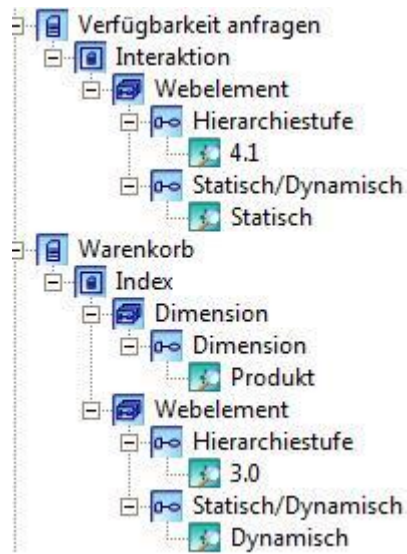 Verfügbarkeit anfragen
Interaktion
Webelement
Hierarchiestufe
4.1
Statisch/Dynamisch
Statisch
Warenkorb
Index
Dimension
Dimension
Produkt
Webelement
Hierarchiestufe
3.0
Statisch/Dynamisch
Dynamisch